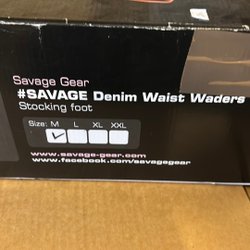 Savage Gear
#SAVAGE Denim Waist Waders
Stocking foot
Size: M L XL XXL
www.savage-gear.com
www.facebook.com/savagegear